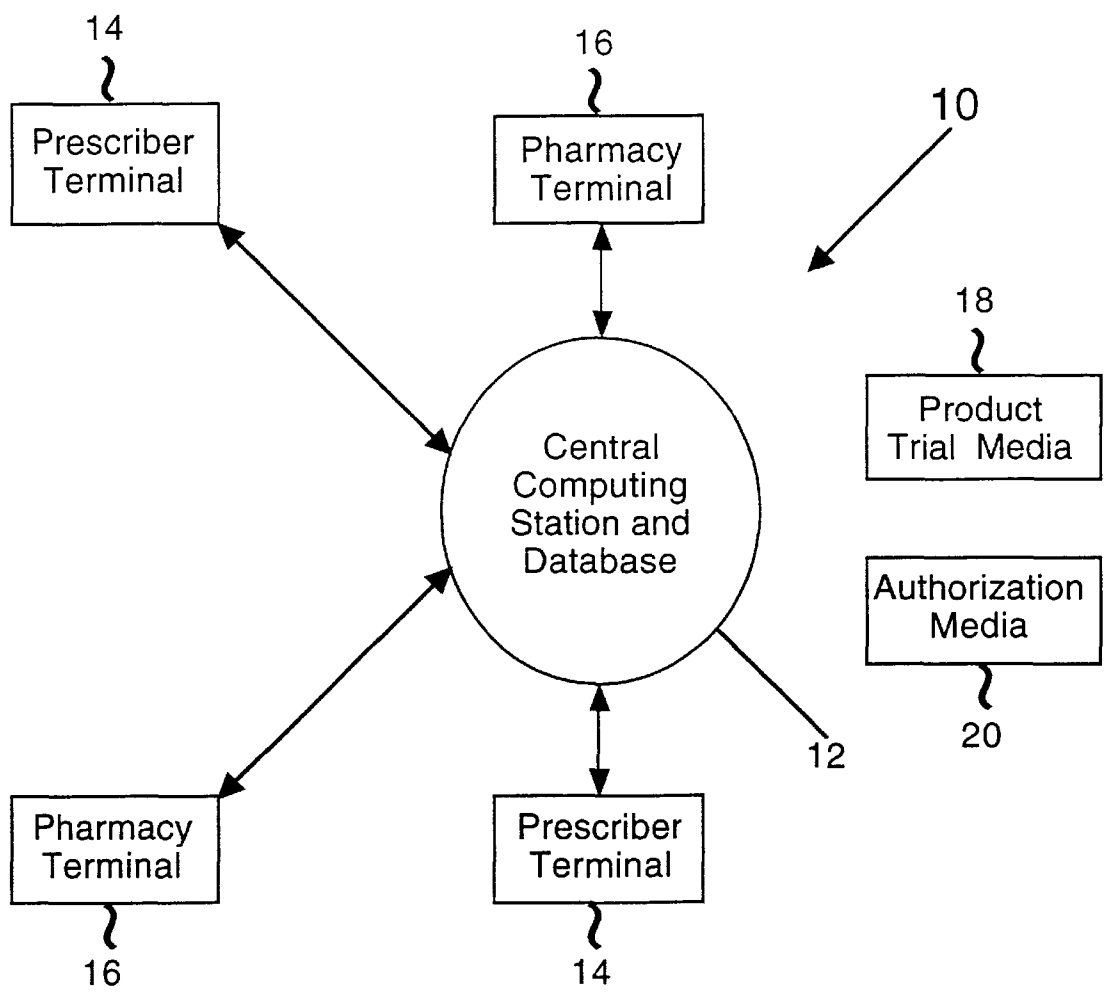 14
16
10
Prescriber
Terminal
Pharmacy
Terminal
18
Product
Trial Media
Central
Computing
Station and
Database
Authorization
Media
20
12
Pharmacy
Terminal
Prescriber
Terminal
16
14